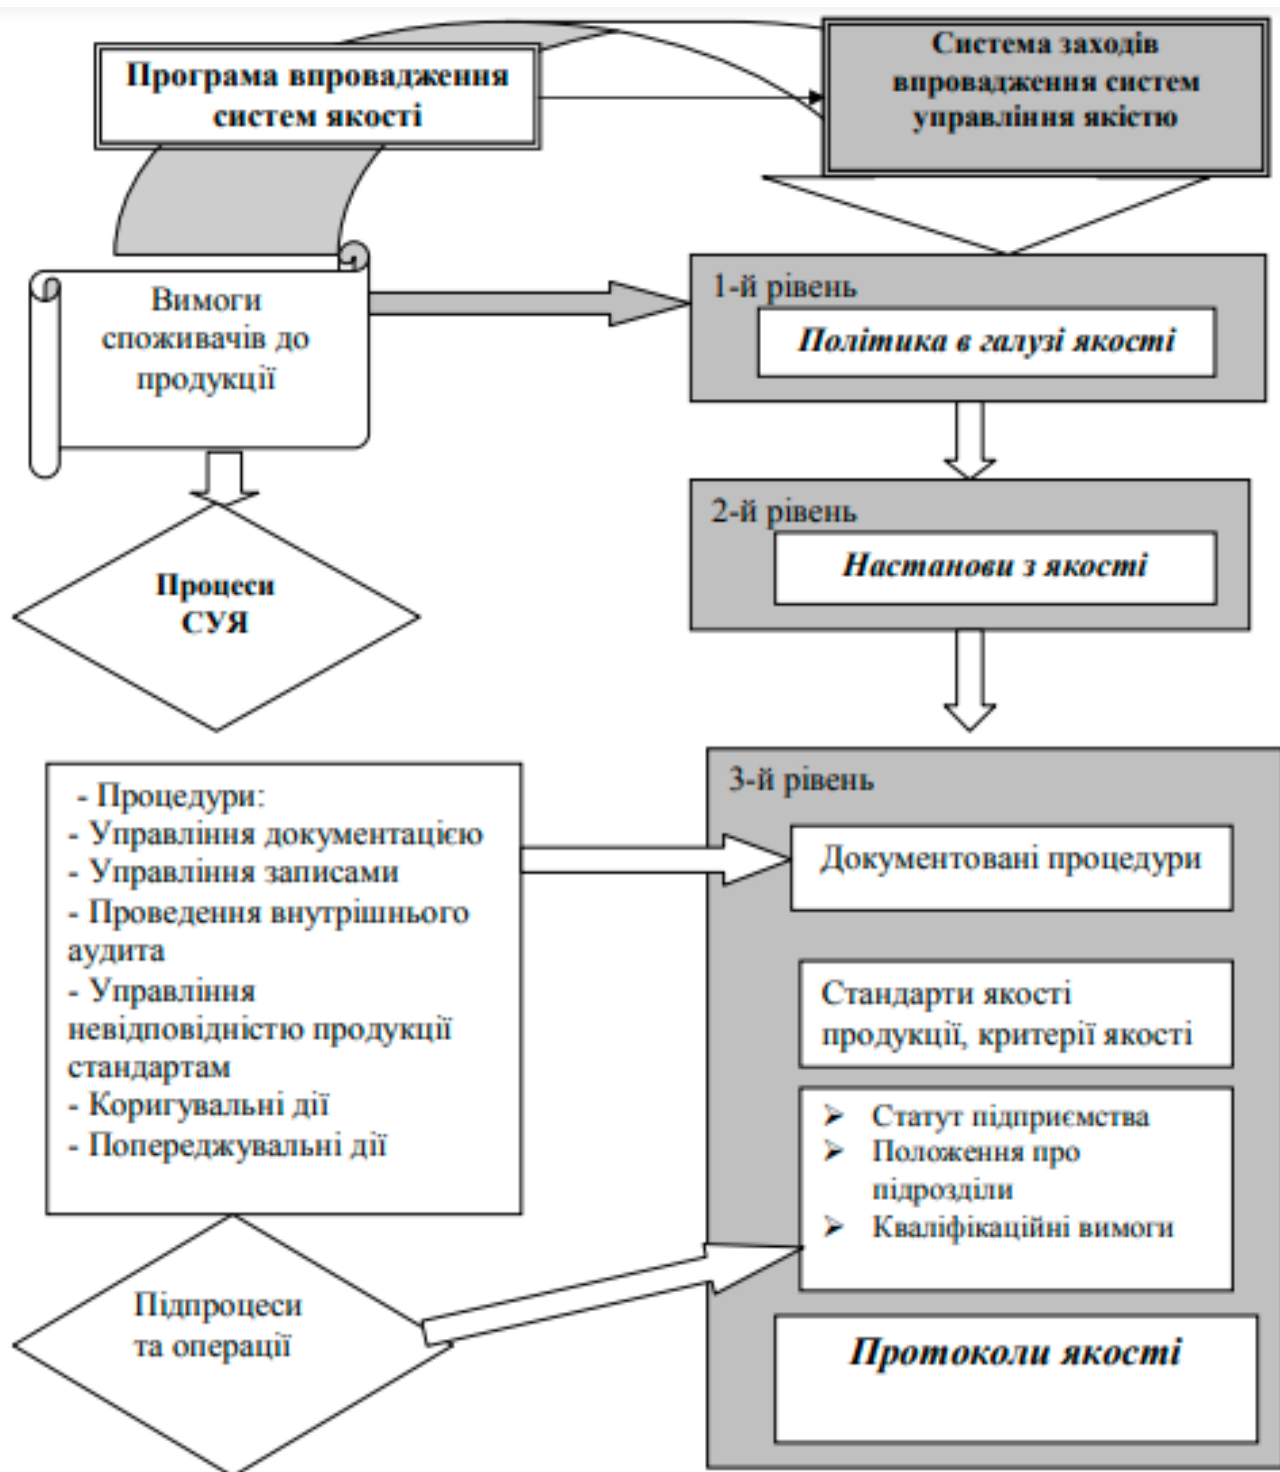 Програма впровадження
систем якості
Система заходів
впровадження систем
управління якістю
Вимоги
споживачів до
продукції
1-й рівень
Політика в галузі якості
2-й рівень
Настанови з якості
Процеси
СУЯ
- Процедури:
- Управління документацією
- Управління записами
- Проведення внутрішнього
аудита
- Управління
невідповідністю продукції
стандартам
- Коригувальні дії
- Попереджувальні дії
3-й рівень
Документовані процедури
Стандарти якості
продукції, критерії якості
➢ Статут підприємства
➢ Положення про
підрозділи
➢ Кваліфікаційні вимоги
Підпроцеси
та операції
Протоколи якості